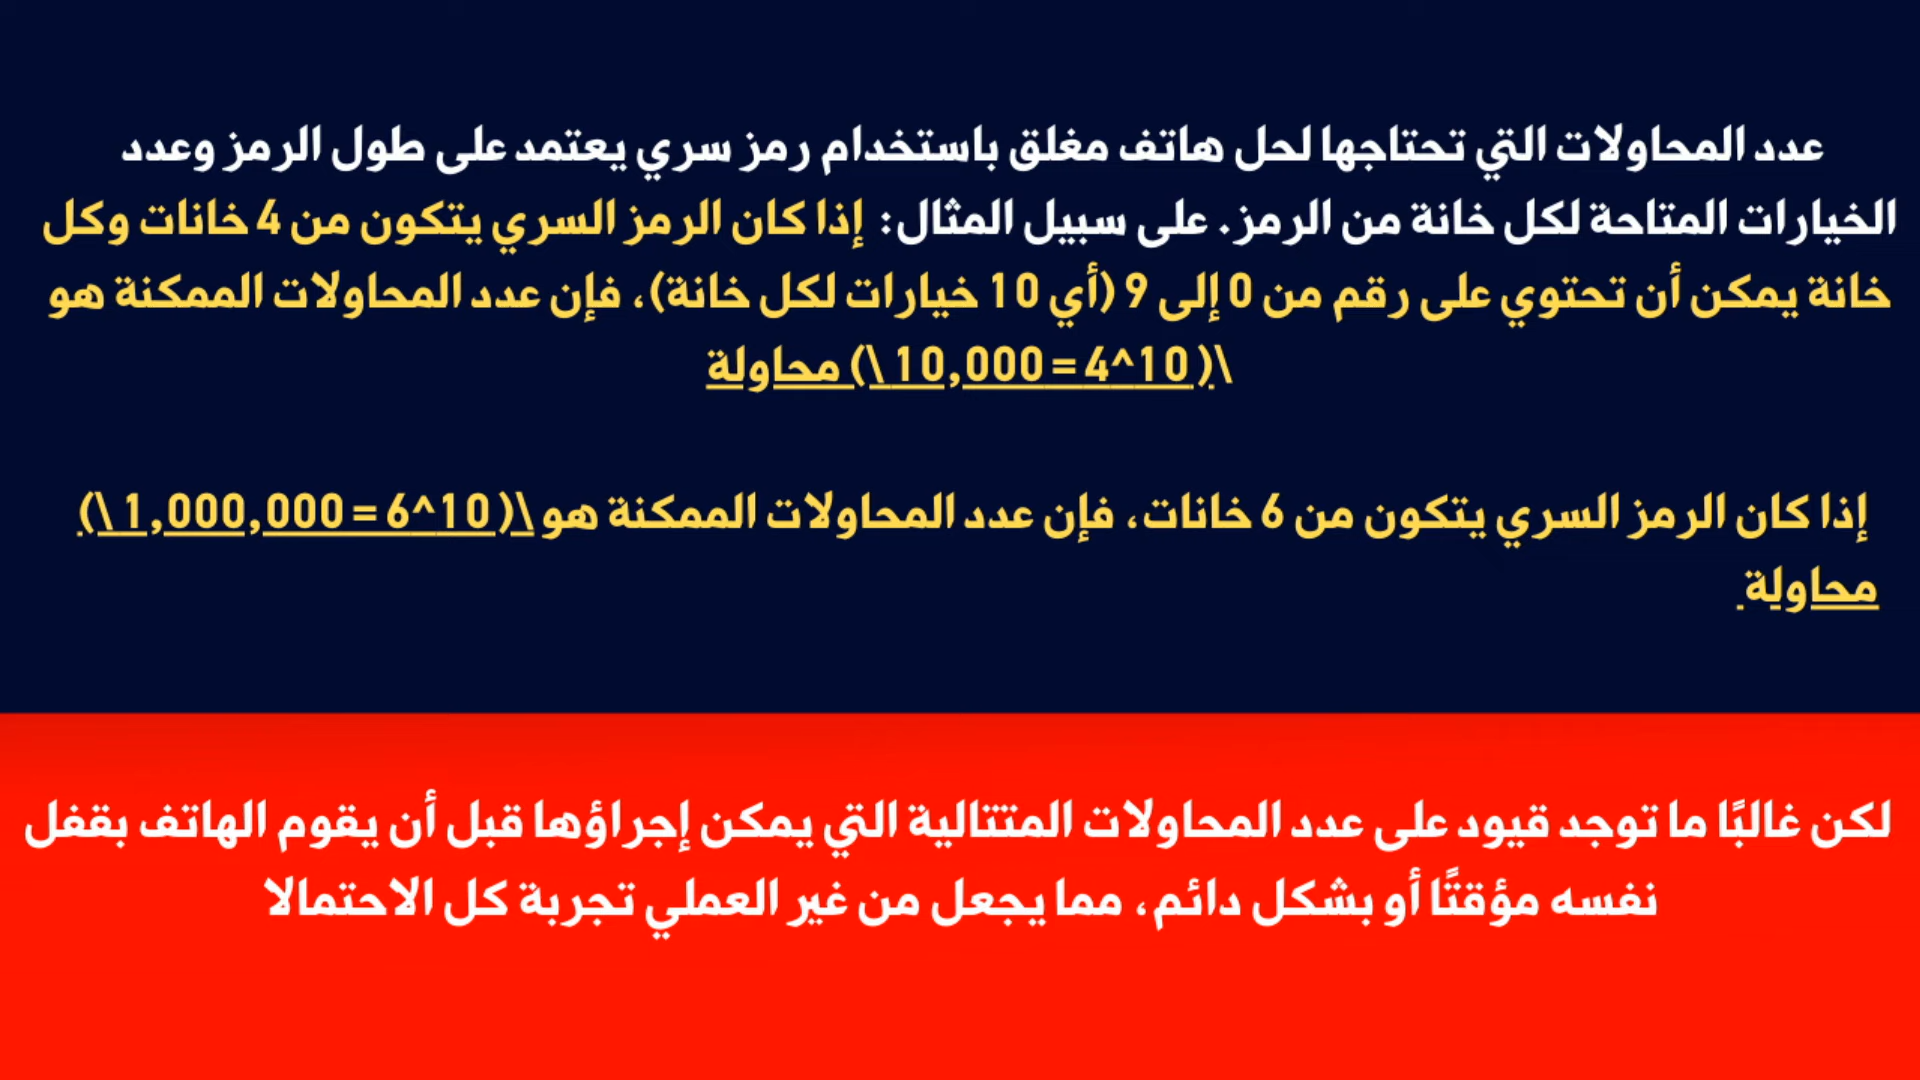 عدد المحاولات التي تحتاجها لحل هاتف مغلق باستخدام رمز سري يعتمد على طول الرمز وعدد
الخيارات المتاحة لكل خانة من الرمز. على سبيل المثال: إذا كان الرمز السري يتكون من 4 خانات وكل
خانة يمكن أن تحتوي على رقم من 0 إلى 9 (أي 10 خيارات لكل خانة)، فإن عدد المحاولات الممكنة هو
\( 10^4 = 10,000 \) محاولة
إذا كان الرمز السري يتكون من 6 خانات، فإن عدد المحاولات الممكنة هو \( 10^6 = 1,000,000 \)
محاولة
لكن غالبًا ما توجد قيود على عدد المحاولات المتتالية التي يمكن إجراؤها قبل أن يقوم الهاتف بقفل
نفسه مؤقتًا أو بشكل دائم، مما يجعل من غير العملي تجربة كل الاحتمالا